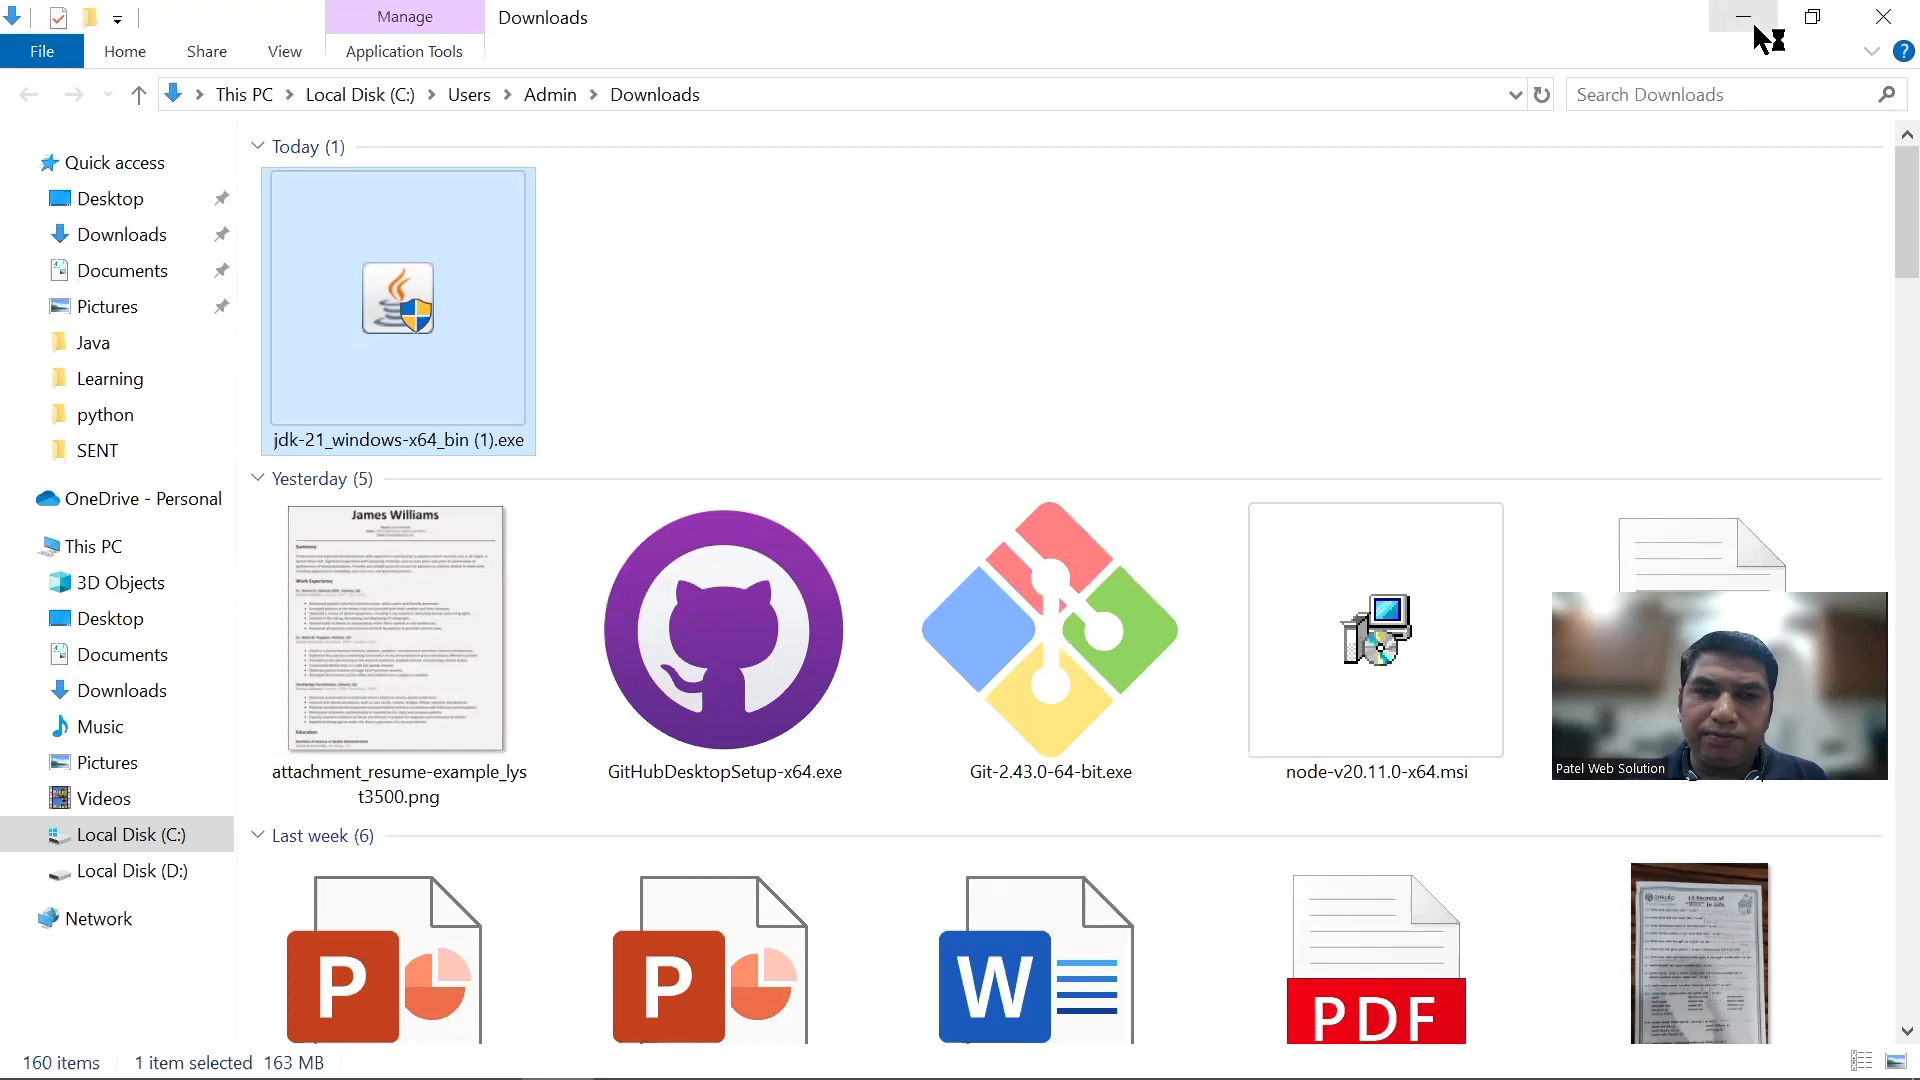 Manage
Downloads
File
Home
Share
View
Application Tools
?
This PC
Local Disk (C:)
Users
Admin
Downloads
Search Downloads
Quick access
Desktop
Downloads
Documents
Pictures
Java
Learning
python
SENT
OneDrive - Personal
This PC
3D Objects
Desktop
Documents
Downloads
Music
Pictures
Videos
Local Disk (C:)
Local Disk (D:)
Network
Today (1)
jdk-21_windows-x64_bin (1).exe
Yesterday (5)
James Williams
Summary
Work Experience
Education
attachment_resume-example_lys
t3500.png
GitHubDesktopSetup-x64.exe
Git-2.43.0-64-bit.exe
node-v20.11.0-x64.msi
Patel Web Solution
Last week (6)
P
P
W
PDF
160 items
1 item selected
163 MB